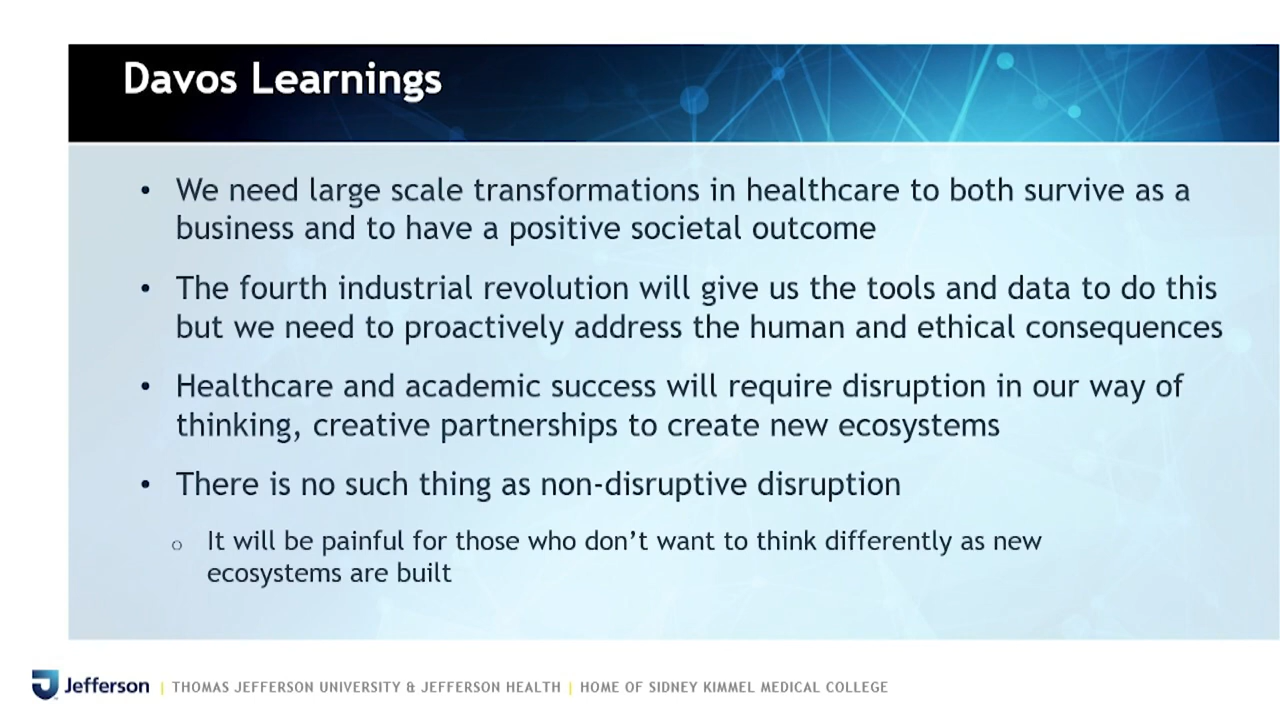 Davos Learnings
• We need large scale transformations in healthcare to both survive as a
business and to have a positive societal outcome
• The fourth industrial revolution will give us the tools and data to do this
but we need to proactively address the human and ethical consequences
• Healthcare and academic success will require disruption in our way of
thinking, creative partnerships to create new ecosystems
• There is no such thing as non-disruptive disruption
○ It will be painful for those who don’t want to think differently as new
ecosystems are built
Jefferson | THOMAS JEFFERSON UNIVERSITY & JEFFERSON HEALTH | HOME OF SIDNEY KIMMEL MEDICAL COLLEGE